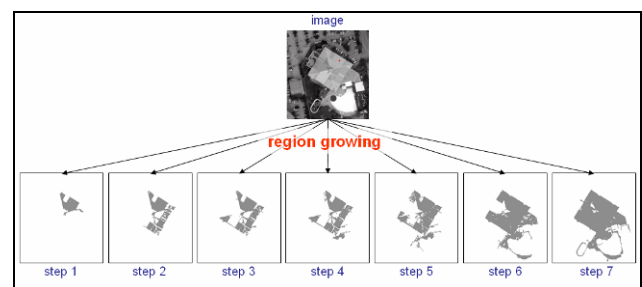 image
region growing
step 1
step 2
step 3
step 4
step 5
step 6
step 7